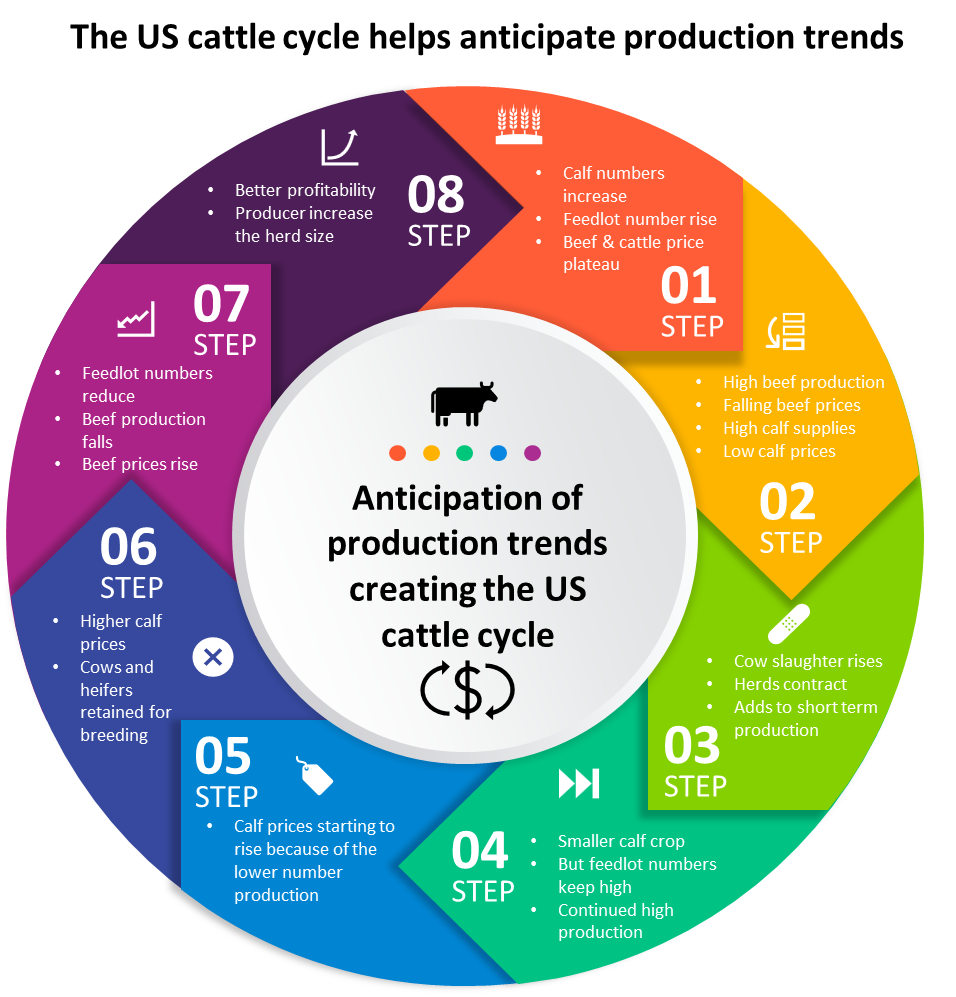 The US cattle cycle helps anticipate production trends
• Calf numbers
increase
• Feedlot number rise
• Beef & cattle price
plateau
01
STEP
• High beef production
• Falling beef prices
• High calf supplies
• Low calf prices
02
STEP
• Cow slaughter rises
• Herds contract
• Adds to short term
production
03
STEP
04
STEP
• Smaller calf crop
• But feedlot numbers
keep high
• Continued high
production
05
STEP
• Calf prices starting to
rise because of the
lower number
production
06
STEP
• Higher calf
prices
• Cows and
heifers
retained for
breeding
07
STEP
• Feedlot numbers
reduce
• Beef production
falls
• Beef prices rise
• Better profitability
• Producer increase
the herd size
08
STEP
Anticipation of
production trends
creating the US
cattle cycle
$